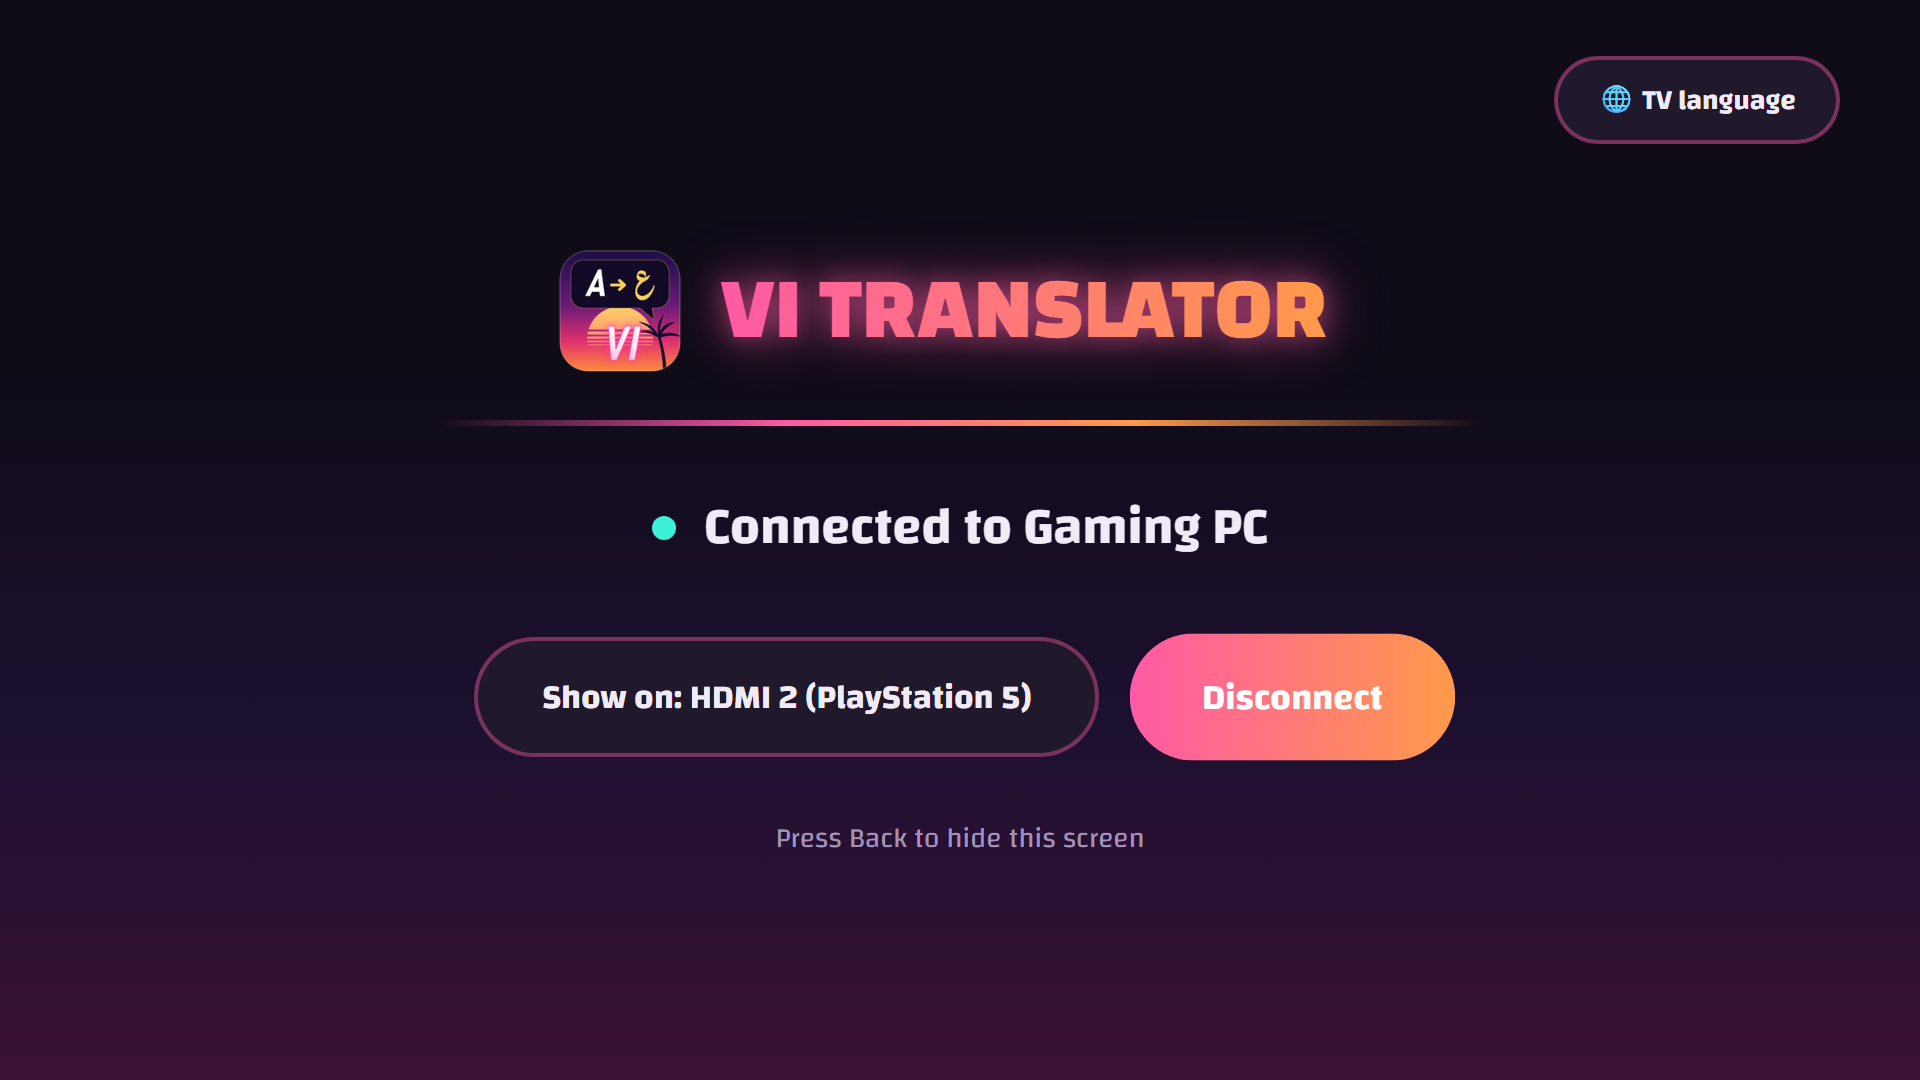 TV language
A→ع
VI
VI TRANSLATOR
Connected to Gaming PC
Show on: HDMI 2 (PlayStation 5)
Disconnect
Press Back to hide this screen